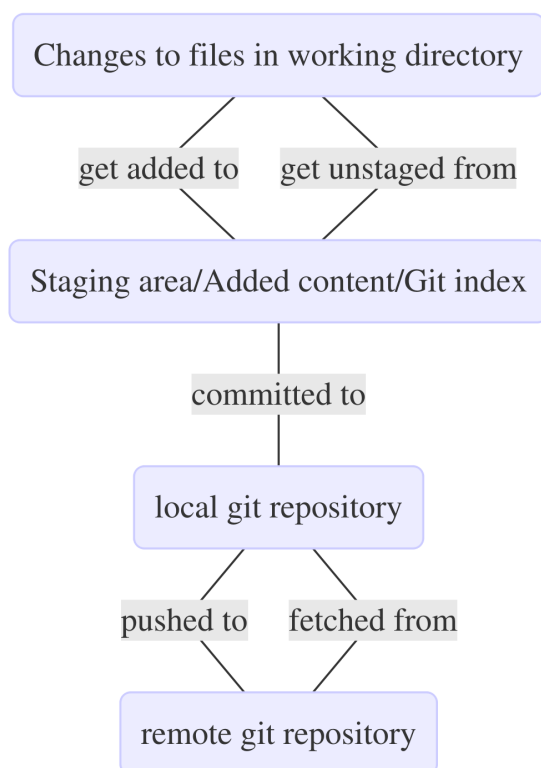 Changes to files in working directory
get added to
get unstaged from
Staging area/Added content/Git index
committed to
local git repository
pushed to
fetched from
remote git repository